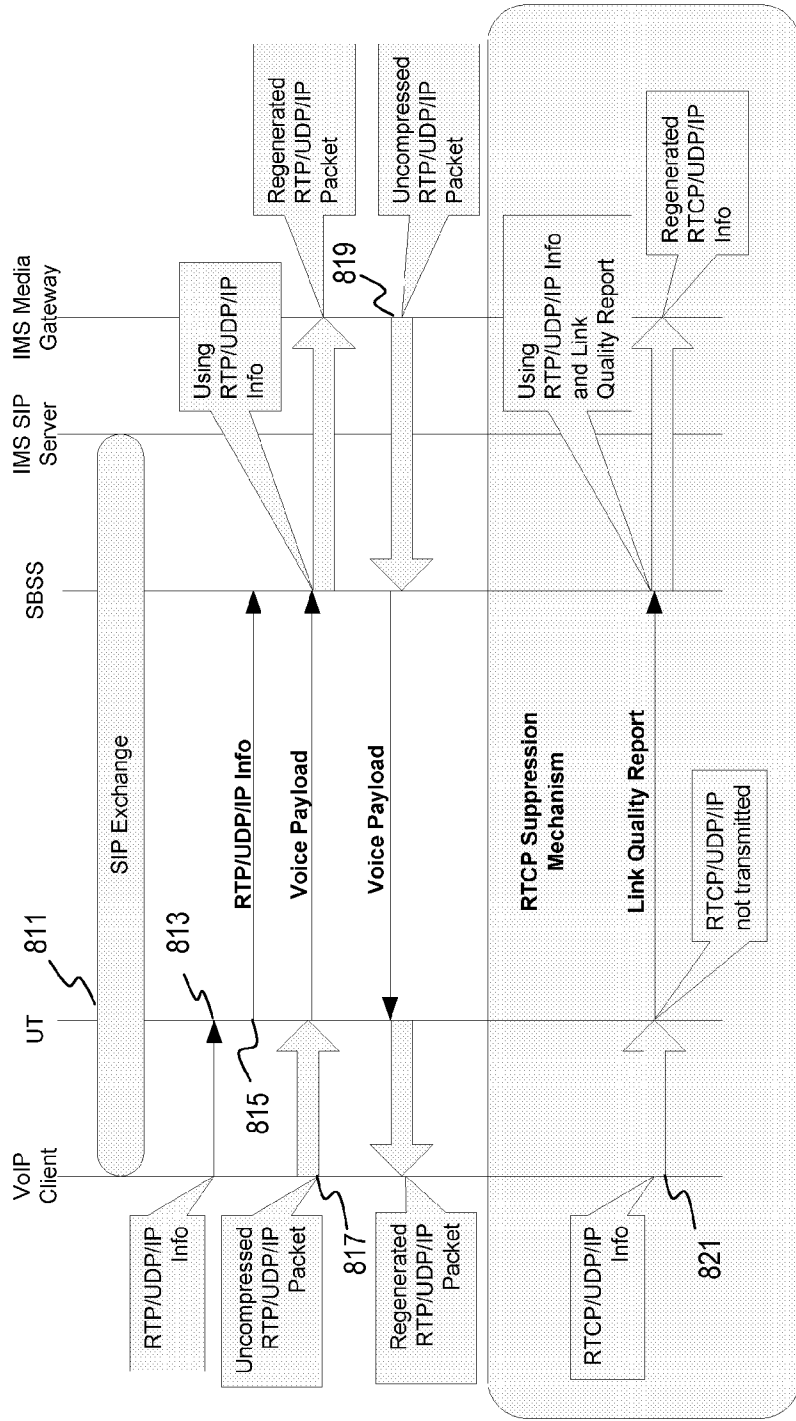 VoIP
Client
UT
SBSS
IMS SIP
Server
IMS Media
Gateway
811
SIP Exchange
RTP/UDP/IP
Info
813
815
RTP/UDP/IP Info
Uncompressed
RTP/UDP/IP
Packet
817
Voice Payload
Using
RTP/UDP/IP
Info
Regenerated
RTP/UDP/IP
Packet
Regenerated
RTP/UDP/IP
Packet
Voice Payload
819
Uncompressed
RTP/UDP/IP
Packet
RTCP Suppression
Mechanism
RTCP/UDP/IP
Info
821
Link Quality Report
RTCP/UDP/IP
not transmitted
Using
RTP/UDP/IP Info
and Link
Quality Report
Regenerated
RTCP/UDP/IP
Info